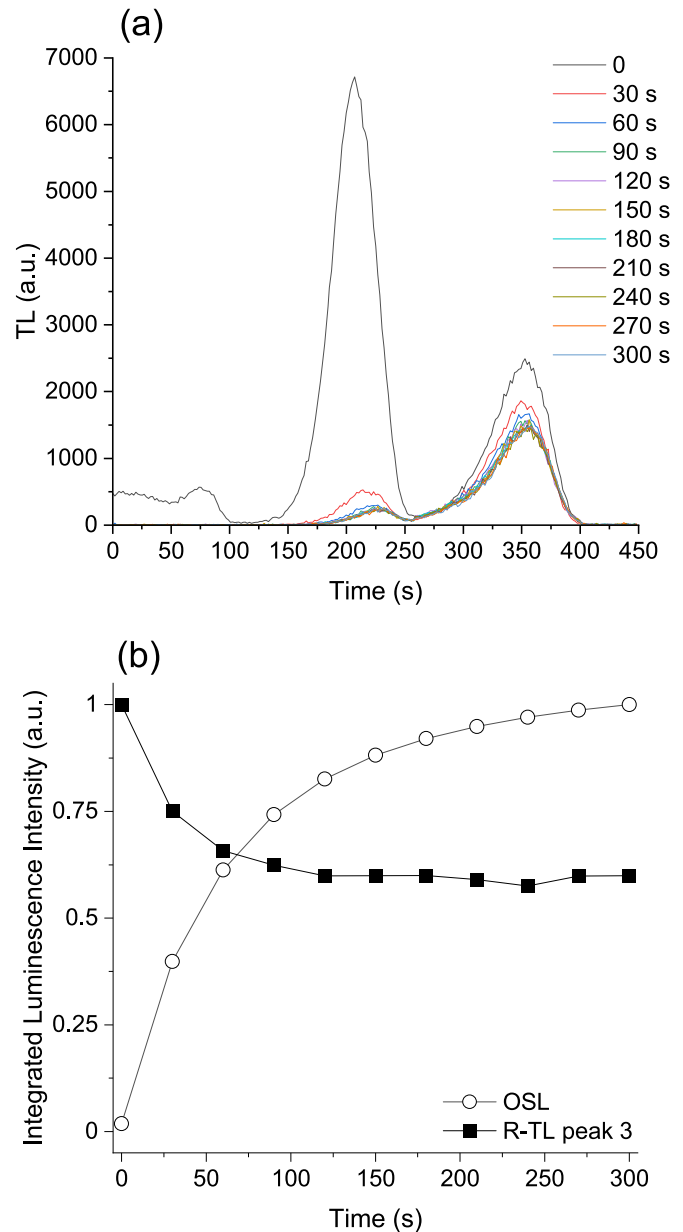 (a)
7000
6000
5000
4000
3000
2000
1000
0
TL (a.u.)
0 50 100 150 200 250 300 350 400 450
Time (s)
0
30 s
60 s
90 s
120 s
150 s
180 s
210 s
240 s
270 s
300 s
(b)
1
0.75
0.5
0.25
0
Integrated Luminescence Intensity (a.u.)
0 50 100 150 200 250 300
Time (s)
OSL
R-TL peak 3